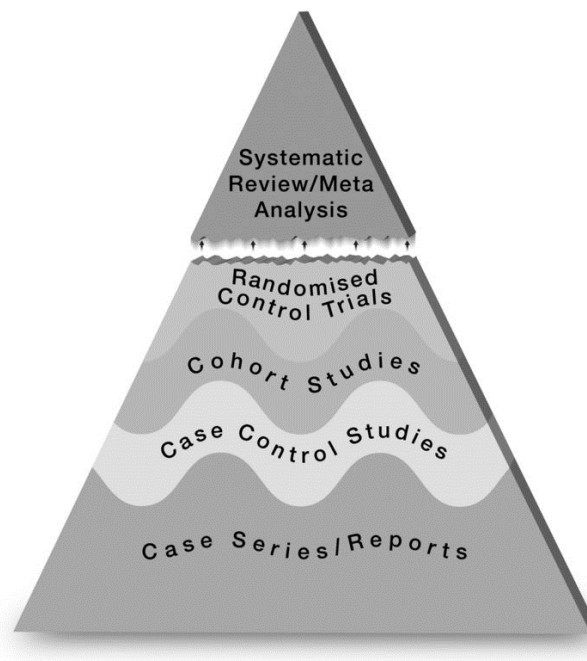 Systematic
Review/Meta
Analysis
Randomised
Control Trials
Cohort Studies
Case Control Studies
Case Series/Reports